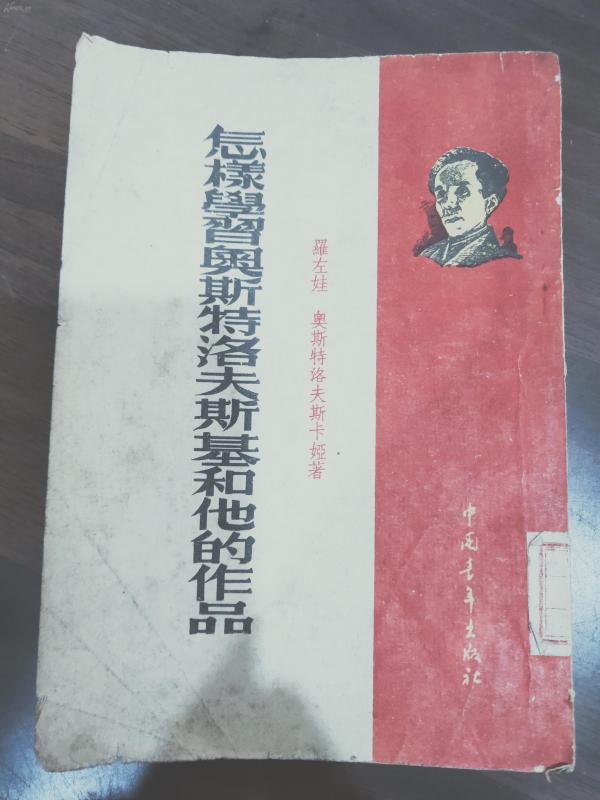 怎樣學習奧斯特洛夫斯基和他的作品
羅左娃 奧斯特洛夫斯卡婭著
中国青年出版社